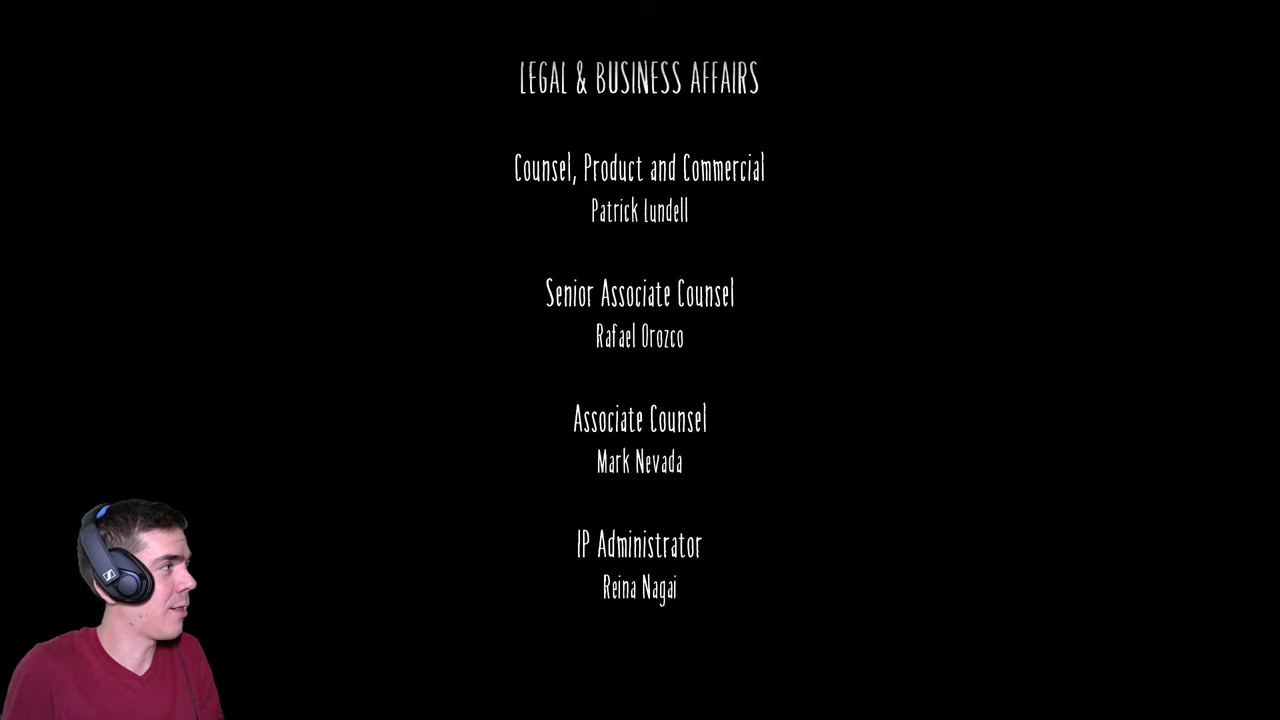 LEGAL & BUSINESS AFFAIRS
Counsel, Product and Commercial
Patrick Lundell
Senior Associate Counsel
Rafael Orozco
Associate Counsel
Mark Nevada
IP Administrator
Reina Nagai